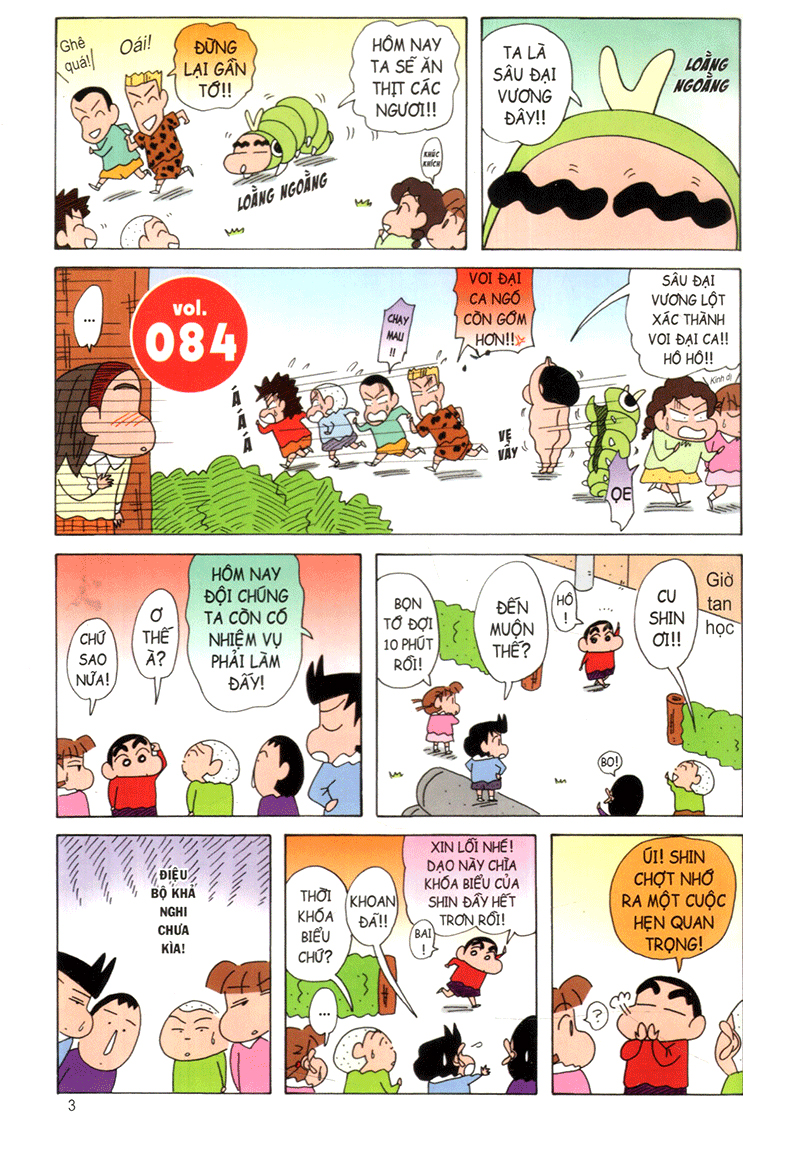 LOẰNG
NGOẰNG
TA LÀ
SÂU ĐẠI
VƯƠNG
ĐÂY!!
HÔM NAY
TA SẼ ĂN
THỊT CÁC
NGƯƠI!!
KHÚC
KHÍCH
LOẰNG NGOẰNG
ĐỪNG
LẠI GẦN
TỚ!!
Oái!
Ghê
quá!
SÂU ĐẠI
VƯƠNG LỘT
XÁC THÀNH
VOI ĐẠI CA!!
HÔ HÔ!!
Kinh dị
ỌE
VE
VẨY
VOI ĐẠI
CA NGÓ
CÒN GỚM
HƠN!!
CHẠY
MAU
!!
Á
Á
Á
Á
vol.
084
...
Giờ
tan
học
CU
SHIN
ƠI!!
HÔ
!
ĐẾN
MUỘN
THẾ?
BỌN
TỚ ĐỢI
10 PHÚT
RỒI!
BO!
HÔM NAY
ĐỘI CHÚNG
TA CÒN CÓ
NHIỆM VỤ
PHẢI LÀM
ĐẤY!
Ơ
THẾ
À?
CHỨ
SAO
NỮA!
ÚI! SHIN
CHỢT NHỚ
RA MỘT CUỘC
HẸN QUAN
TRỌNG!
?
XIN LỖI NHÉ!
DẠO NÀY CHÌA
KHÓA BIỂU CỦA
SHIN ĐẦY HẾT
TRƠN RỒI!
BAI
!
KHOAN
ĐÃ!!
THỜI
KHÓA
BIỂU
CHỨ?
...
ĐIỆU
BỘ KHẢ
NGHI
CHƯA
KÌA!
3